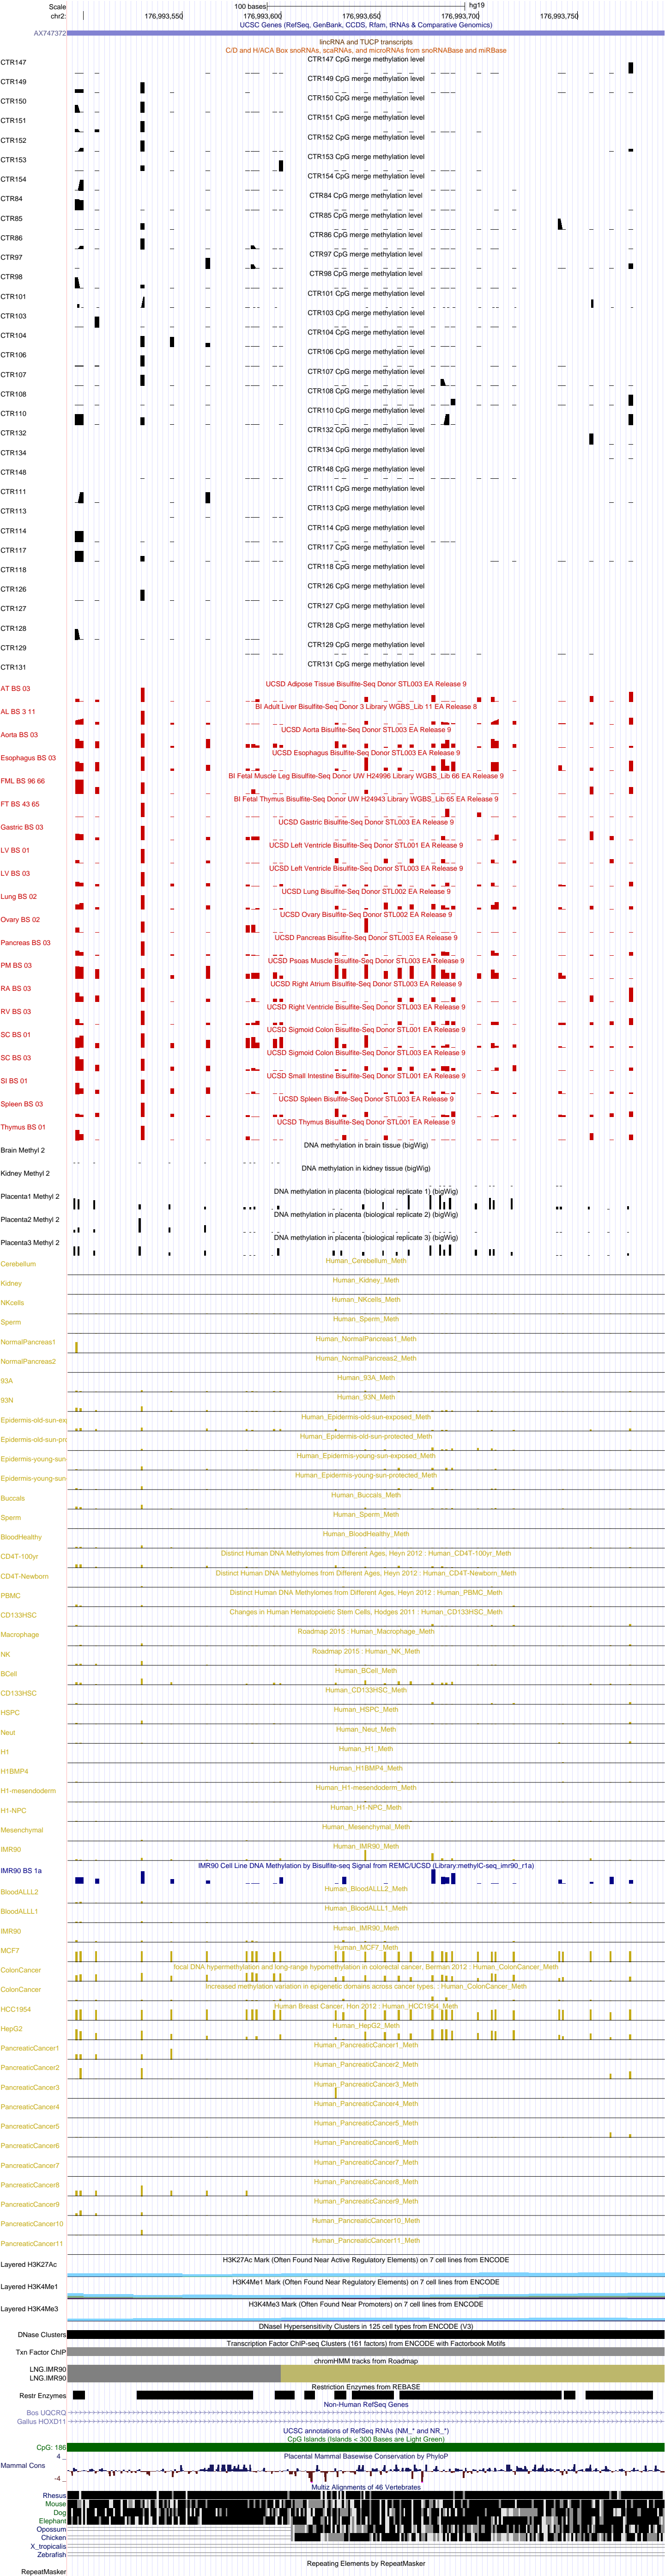 Scale 100 bases hg19
chr2: 176,993,550 176,993,600 176,993,650 176,993,700 176,993,750
UCSC Genes (RefSeq, GenBank, CCDS, Rfam, tRNAs & Comparative Genomics)
AX747372
lincRNA and TUCP transcripts
C/D and H/ACA Box snoRNAs, scaRNAs, and microRNAs from snoRNABase and miRBase
CTR147 CTR147 CpG merge methylation level
CTR149 CTR149 CpG merge methylation level
CTR150 CTR150 CpG merge methylation level
CTR151 CTR151 CpG merge methylation level
CTR152 CTR152 CpG merge methylation level
CTR153 CTR153 CpG merge methylation level
CTR154 CTR154 CpG merge methylation level
CTR84 CTR84 CpG merge methylation level
CTR85 CTR85 CpG merge methylation level
CTR86 CTR86 CpG merge methylation level
CTR97 CTR97 CpG merge methylation level
CTR98 CTR98 CpG merge methylation level
CTR101 CTR101 CpG merge methylation level
CTR103 CTR103 CpG merge methylation level
CTR104 CTR104 CpG merge methylation level
CTR106 CTR106 CpG merge methylation level
CTR107 CTR107 CpG merge methylation level
CTR108 CTR108 CpG merge methylation level
CTR110 CTR110 CpG merge methylation level
CTR132 CTR132 CpG merge methylation level
CTR134 CTR134 CpG merge methylation level
CTR148 CTR148 CpG merge methylation level
CTR111 CTR111 CpG merge methylation level
CTR113 CTR113 CpG merge methylation level
CTR114 CTR114 CpG merge methylation level
CTR117 CTR117 CpG merge methylation level
CTR118 CTR118 CpG merge methylation level
CTR126 CTR126 CpG merge methylation level
CTR127 CTR127 CpG merge methylation level
CTR128 CTR128 CpG merge methylation level
CTR129 CTR129 CpG merge methylation level
CTR131 CTR131 CpG merge methylation level
UCSD Adipose Tissue Bisulfite-Seq Donor STL003 EA Release 9
AT BS 03
BI Adult Liver Bisulfite-Seq Donor 3 Library WGBS_Lib 11 EA Release 8
AL BS 3 11
UCSD Aorta Bisulfite-Seq Donor STL003 EA Release 9
Aorta BS 03
UCSD Esophagus Bisulfite-Seq Donor STL003 EA Release 9
Esophagus BS 03
BI Fetal Muscle Leg Bisulfite-Seq Donor UW H24996 Library WGBS_Lib 66 EA Release 9
FML BS 96 66
BI Fetal Thymus Bisulfite-Seq Donor UW H24943 Library WGBS_Lib 65 EA Release 9
FT BS 43 65
UCSD Gastric Bisulfite-Seq Donor STL003 EA Release 9
Gastric BS 03
UCSD Left Ventricle Bisulfite-Seq Donor STL001 EA Release 9
LV BS 01
UCSD Left Ventricle Bisulfite-Seq Donor STL003 EA Release 9
LV BS 03
UCSD Lung Bisulfite-Seq Donor STL002 EA Release 9
Lung BS 02
UCSD Ovary Bisulfite-Seq Donor STL002 EA Release 9
Ovary BS 02
UCSD Pancreas Bisulfite-Seq Donor STL003 EA Release 9
Pancreas BS 03
UCSD Psoas Muscle Bisulfite-Seq Donor STL003 EA Release 9
PM BS 03
UCSD Right Atrium Bisulfite-Seq Donor STL003 EA Release 9
RA BS 03
UCSD Right Ventricle Bisulfite-Seq Donor STL003 EA Release 9
RV BS 03
UCSD Sigmoid Colon Bisulfite-Seq Donor STL001 EA Release 9
SC BS 01
UCSD Sigmoid Colon Bisulfite-Seq Donor STL003 EA Release 9
SC BS 03
UCSD Small Intestine Bisulfite-Seq Donor STL001 EA Release 9
SI BS 01
UCSD Spleen Bisulfite-Seq Donor STL003 EA Release 9
Spleen BS 03
UCSD Thymus Bisulfite-Seq Donor STL001 EA Release 9
Thymus BS 01
DNA methylation in brain tissue (bigWig)
Brain Methyl 2
DNA methylation in kidney tissue (bigWig)
Kidney Methyl 2
DNA methylation in placenta (biological replicate 1) (bigWig)
Placenta1 Methyl 2
DNA methylation in placenta (biological replicate 2) (bigWig)
Placenta2 Methyl 2
DNA methylation in placenta (biological replicate 3) (bigWig)
Placenta3 Methyl 2
Human_Cerebellum_Meth
Cerebellum
Human_Kidney_Meth
Kidney
Human_NKcells_Meth
NKcells
Human_Sperm_Meth
Sperm
Human_NormalPancreas1_Meth
NormalPancreas1
Human_NormalPancreas2_Meth
NormalPancreas2
Human_93A_Meth
93A
Human_93N_Meth
93N
Human_Epidermis-old-sun-exposed_Meth
Epidermis-old-sun-ex
Human_Epidermis-old-sun-protected_Meth
Epidermis-old-sun-pr
Human_Epidermis-young-sun-exposed_Meth
Epidermis-young-sun
Human_Epidermis-young-sun-protected_Meth
Epidermis-young-sun
Human_Buccals_Meth
Buccals
Human_Sperm_Meth
Sperm
Human_BloodHealthy_Meth
BloodHealthy
Distinct Human DNA Methylomes from Different Ages, Heyn 2012 : Human_CD4T-100yr_Meth
CD4T-100yr
Distinct Human DNA Methylomes from Different Ages, Heyn 2012 : Human_CD4T-Newborn_Meth
CD4T-Newborn
Distinct Human DNA Methylomes from Different Ages, Heyn 2012 : Human_PBMC_Meth
PBMC
Changes in Human Hematopoietic Stem Cells, Hodges 2011 : Human_CD133HSC_Meth
CD133HSC
Roadmap 2015 : Human_Macrophage_Meth
Macrophage
Roadmap 2015 : Human_NK_Meth
NK
Human_BCell_Meth
BCell
Human_CD133HSC_Meth
CD133HSC
Human_HSPC_Meth
HSPC
Human_Neut_Meth
Neut
Human_H1_Meth
H1
Human_H1BMP4_Meth
H1BMP4
Human_H1-mesendoderm_Meth
H1-mesendoderm
Human_H1-NPC_Meth
H1-NPC
Human_Mesenchymal_Meth
Mesenchymal
Human_IMR90_Meth
IMR90
IMR90 Cell Line DNA Methylation by Bisulfite-seq Signal from REMC/UCSD (Library:methylC-seq_imr90_r1a)
IMR90 BS 1a
Human_BloodALLL2_Meth
BloodALLL2
Human_BloodALLL1_Meth
BloodALLL1
Human_IMR90_Meth
IMR90
Human_MCF7_Meth
MCF7
focal DNA hypermethylation and long-range hypomethylation in colorectal cancer, Berman 2012 : Human_ColonCancer_Meth
ColonCancer
Increased methylation variation in epigenetic domains across cancer types. : Human_ColonCancer_Meth
ColonCancer
Human Breast Cancer, Hon 2012 : Human_HCC1954_Meth
HCC1954
Human_HepG2_Meth
HepG2
Human_PancreaticCancer1_Meth
PancreaticCancer1
Human_PancreaticCancer2_Meth
PancreaticCancer2
Human_PancreaticCancer3_Meth
PancreaticCancer3
Human_PancreaticCancer4_Meth
PancreaticCancer4
Human_PancreaticCancer5_Meth
PancreaticCancer5
Human_PancreaticCancer6_Meth
PancreaticCancer6
Human_PancreaticCancer7_Meth
PancreaticCancer7
Human_PancreaticCancer8_Meth
PancreaticCancer8
Human_PancreaticCancer9_Meth
PancreaticCancer9
Human_PancreaticCancer10_Meth
PancreaticCancer10
Human_PancreaticCancer11_Meth
PancreaticCancer11
H3K27Ac Mark (Often Found Near Active Regulatory Elements) on 7 cell lines from ENCODE
Layered H3K27Ac
H3K4Me1 Mark (Often Found Near Regulatory Elements) on 7 cell lines from ENCODE
Layered H3K4Me1
H3K4Me3 Mark (Often Found Near Promoters) on 7 cell lines from ENCODE
Layered H3K4Me3
DNaseI Hypersensitivity Clusters in 125 cell types from ENCODE (V3)
DNase Clusters
Transcription Factor ChIP-seq Clusters (161 factors) from ENCODE with Factorbook Motifs
Txn Factor ChIP
chromHMM tracks from Roadmap
LNG.IMR90
LNG.IMR90
Restriction Enzymes from REBASE
Restr Enzymes
Non-Human RefSeq Genes
Bos UQCRQ
Gallus HOXD11
UCSC annotations of RefSeq RNAs (NM_* and NR_*)
CpG Islands (Islands < 300 Bases are Light Green)
CpG: 186
Placental Mammal Basewise Conservation by PhyloP
4 _
Mammal Cons
-4 _
Multiz Alignments of 46 Vertebrates
Rhesus
Mouse
Dog
Elephant
Opossum
Chicken
X_tropicalis
Zebrafish
Repeating Elements by RepeatMasker
RepeatMasker